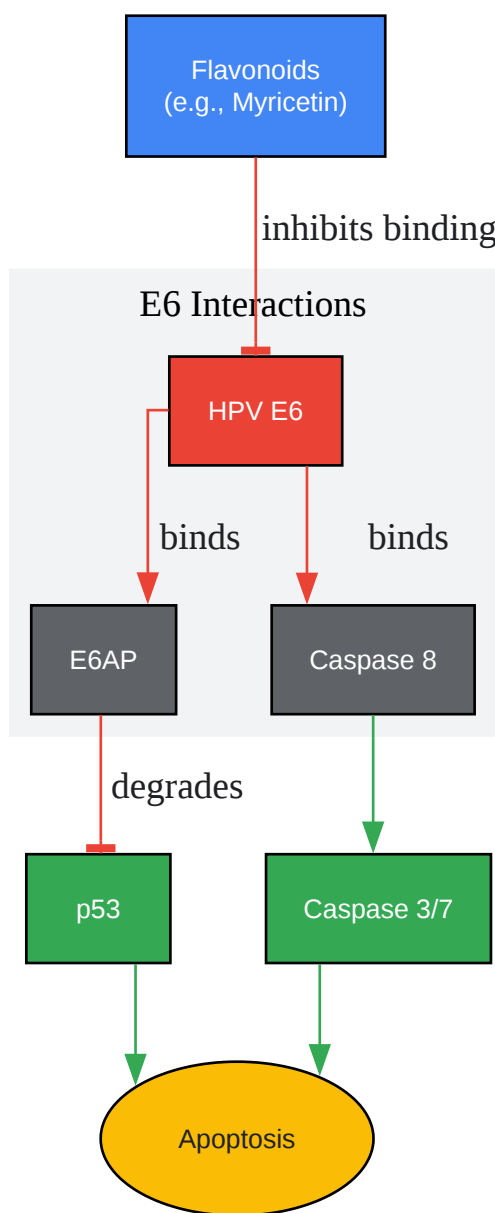 Flavonoids
(e.g., Myricetin)
inhibits binding
E6 Interactions
HPV E6
binds
binds
E6AP
Caspase 8
degrades
p53
Caspase 3/7
Apoptosis